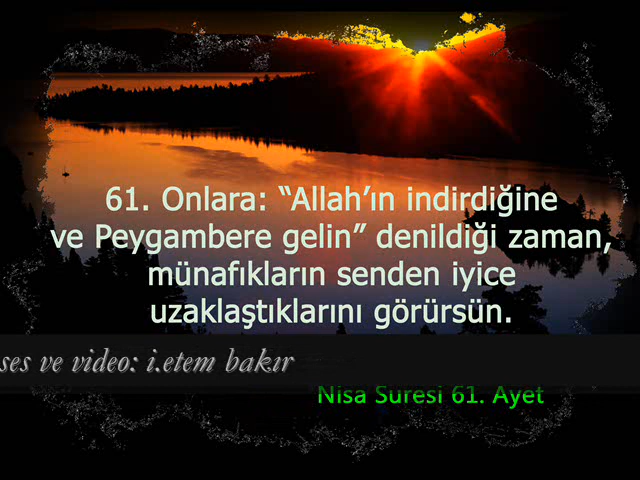 61. Onlara: “Allah’ın indirdiğine
ve Peygambere gelin” denildiği zaman,
münafıkların senden iyice
uzaklaştıklarını görürsün.
ses ve video: i.etem bakır
Nisa Suresi 61. Ayet